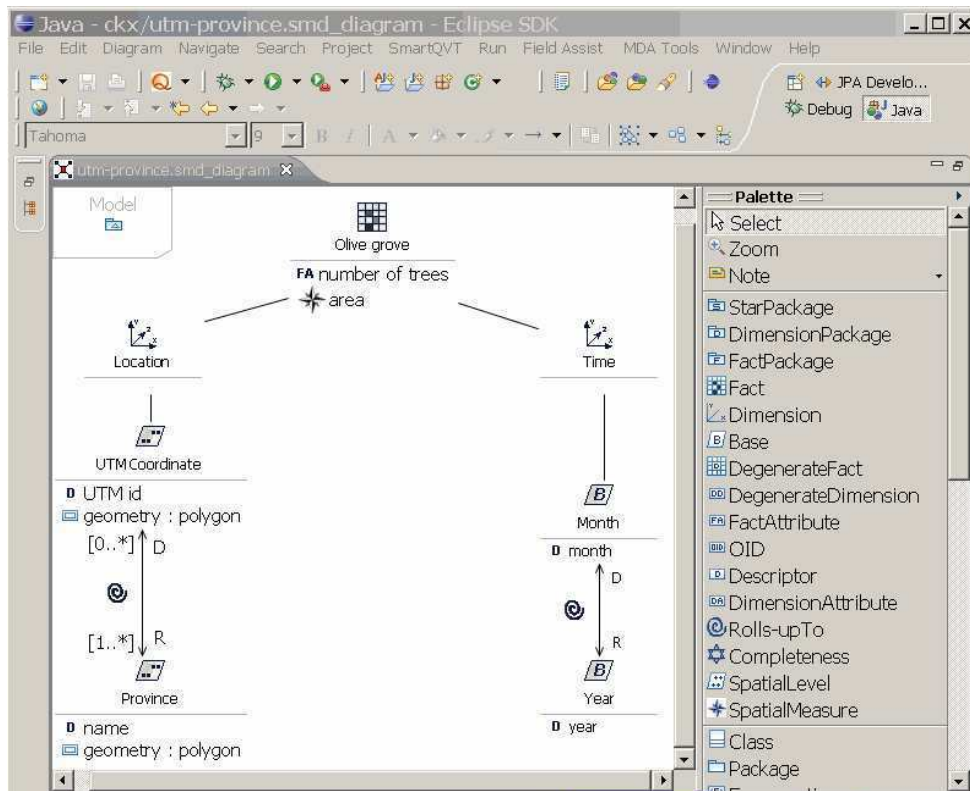 Java - ckx/utm-province.smd_diagram - Eclipse SDK
File Edit Diagram Navigate Search Project SmartQVT Run Field Assist MDA Tools Window Help
JPA Develo...
Debug Java
Tahoma 9 B I A
utm-province.smd_diagram
Model
Olive grove
FA number of trees
area
Location
Time
UTM Coordinate
D UTM id
geometry : polygon
[0..*] D
[1..*] R
Province
D name
geometry : polygon
B
Month
D month
D
R
B
Year
D year
Palette
Select
Zoom
Note
StarPackage
DimensionPackage
FactPackage
Fact
Dimension
Base
DegenerateFact
DegenerateDimension
FactAttribute
OID
Descriptor
DimensionAttribute
Rolls-upTo
Completeness
SpatialLevel
SpatialMeasure
Class
Package